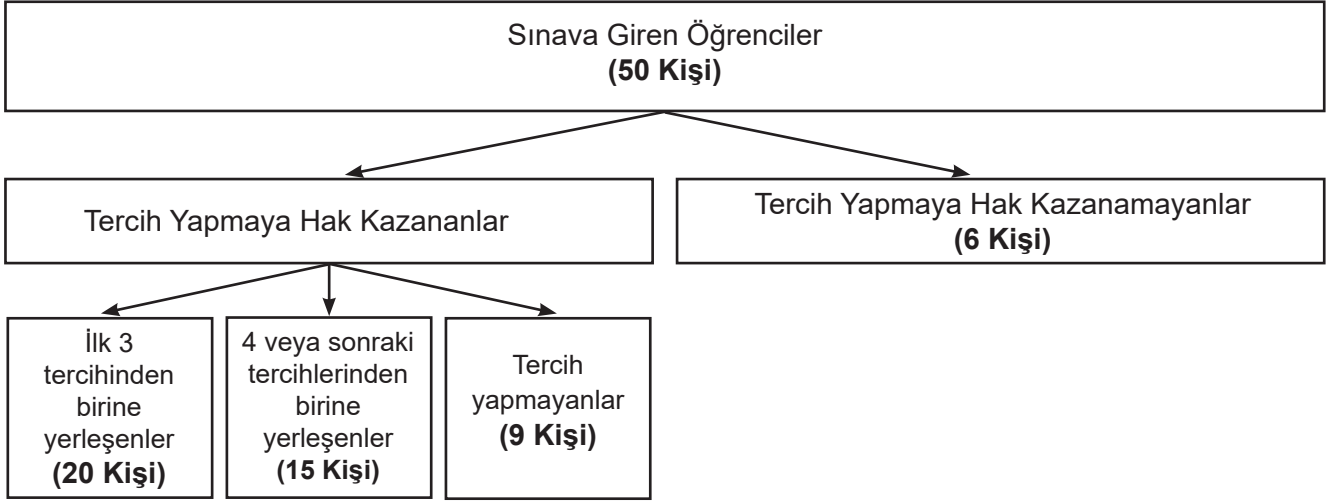 Sınava Giren Öğrenciler
(50 Kişi)
Tercih Yapmaya Hak Kazananlar
Tercih Yapmaya Hak Kazanamayanlar
(6 Kişi)
İlk 3
tercihinden
birine
yerleşenler
(20 Kişi)
4 veya sonraki
tercihlerinden
birine
yerleşenler
(15 Kişi)
Tercih
yapmayanlar
(9 Kişi)